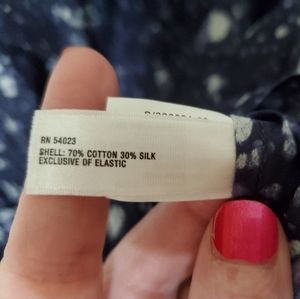 RN 54023
SHELL: 70% COTTON 30% SILK
EXCLUSIVE OF ELASTIC